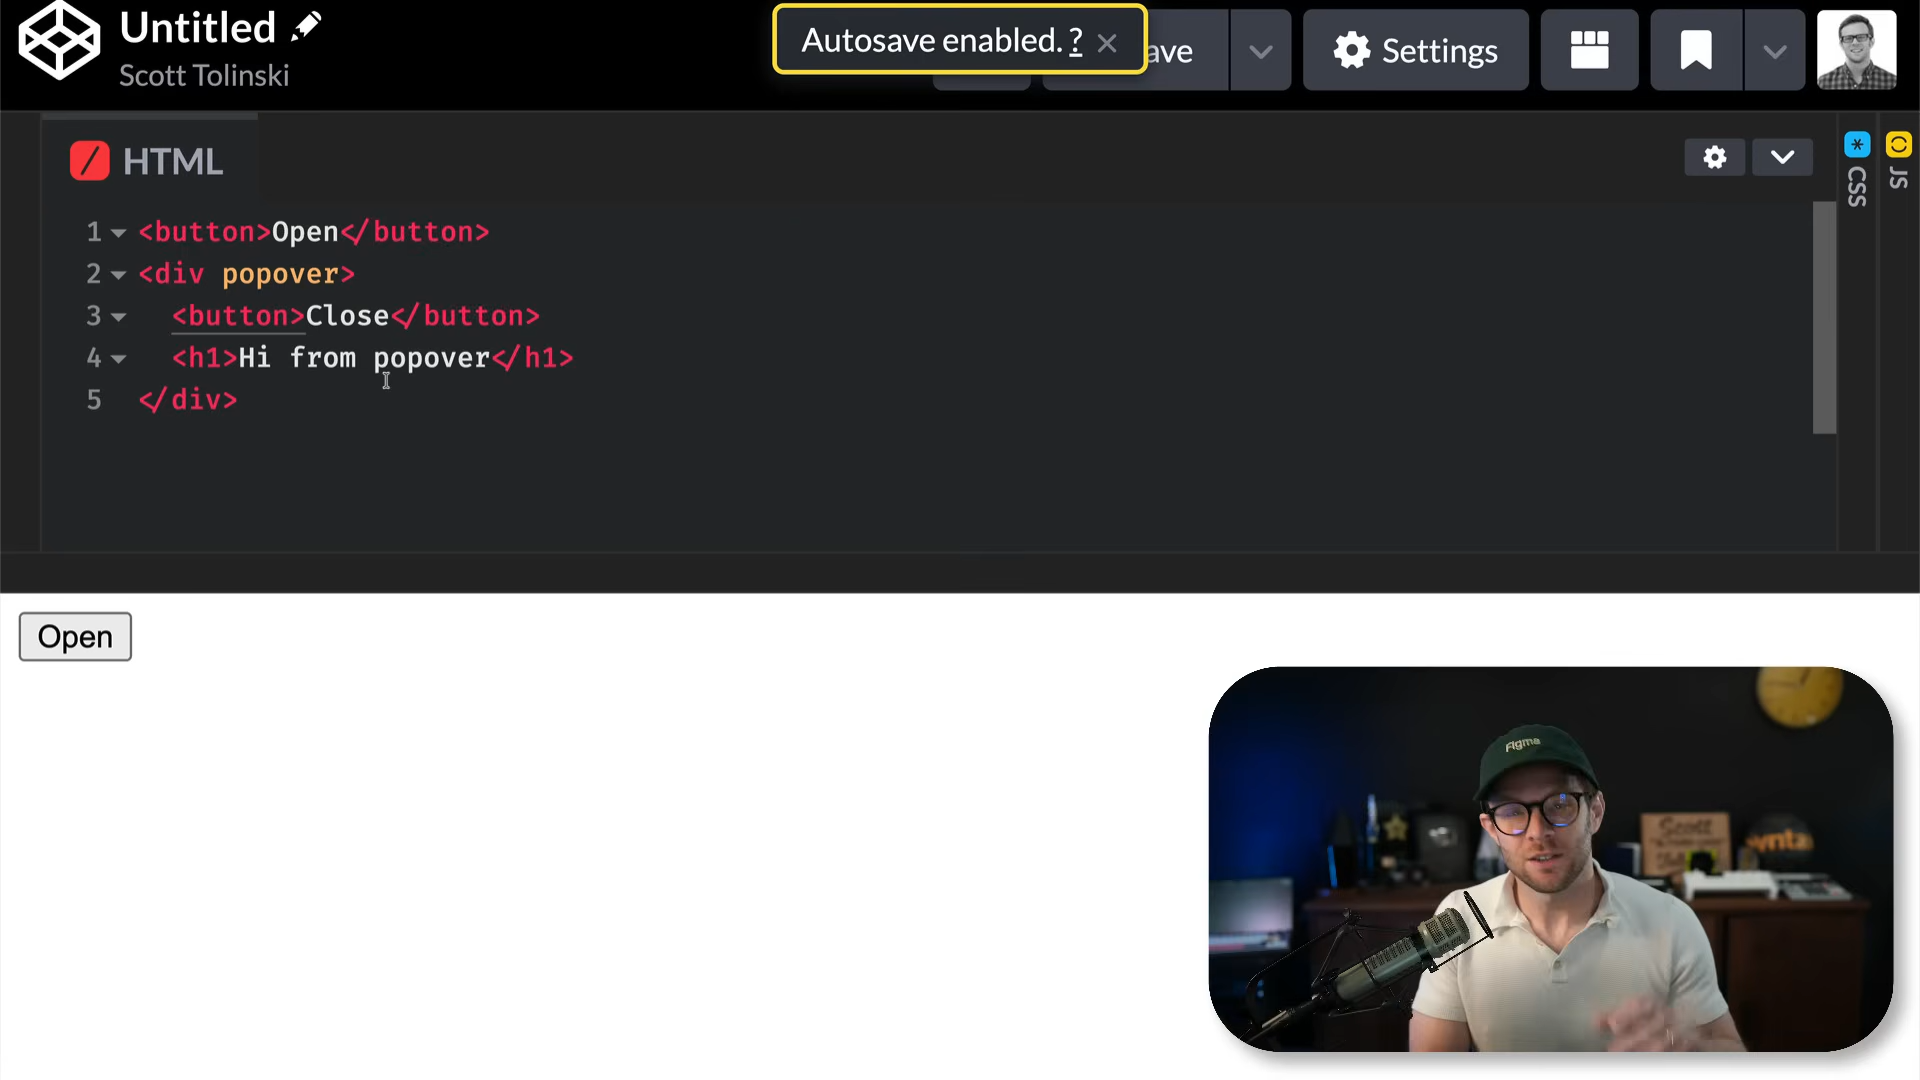 Untitled
Scott Tolinski
Autosave enabled. ?
ave
Settings
HTML
CSS
JS
1 <button>Open</button>
2 <div popover>
3 <button>Close</button>
4 <h1>Hi from popover</h1>
5 </div>
Open
Figma
Scott